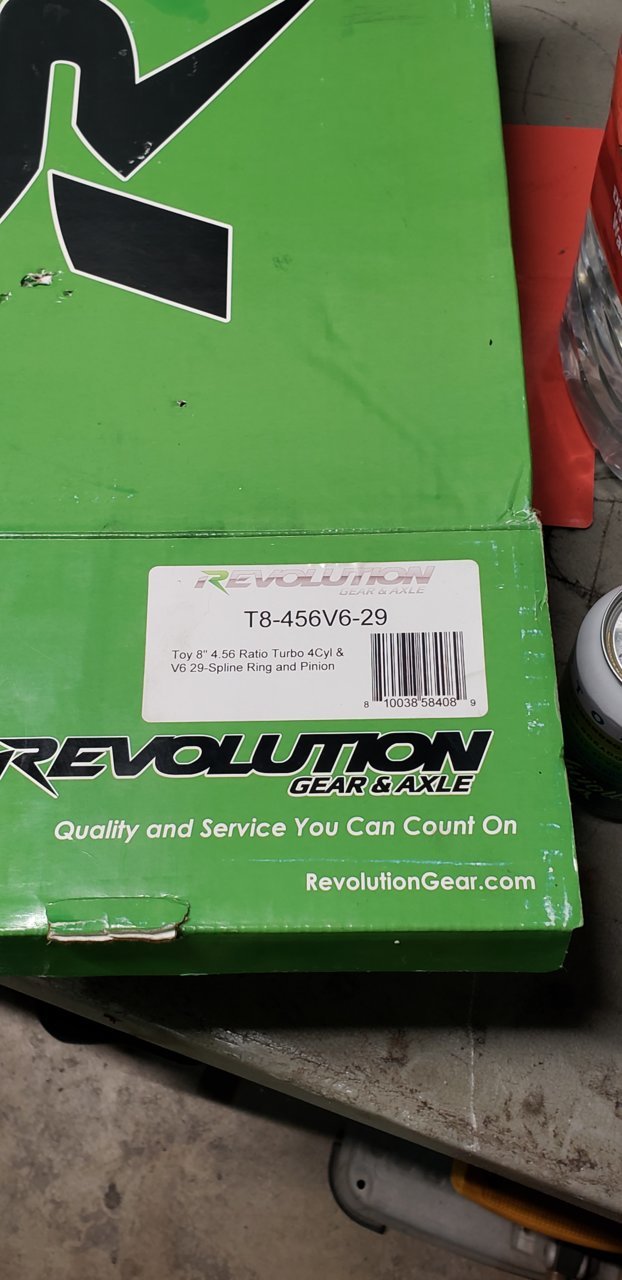 REVOLUTION
GEAR & AXLE
T8-456V6-29
Toy 8" 4.56 Ratio Turbo 4Cyl &
V6 29-Spline Ring and Pinion
8 10038 58408 9
REVOLUTION
GEAR & AXLE
Quality and Service You Can Count On
RevolutionGear.com